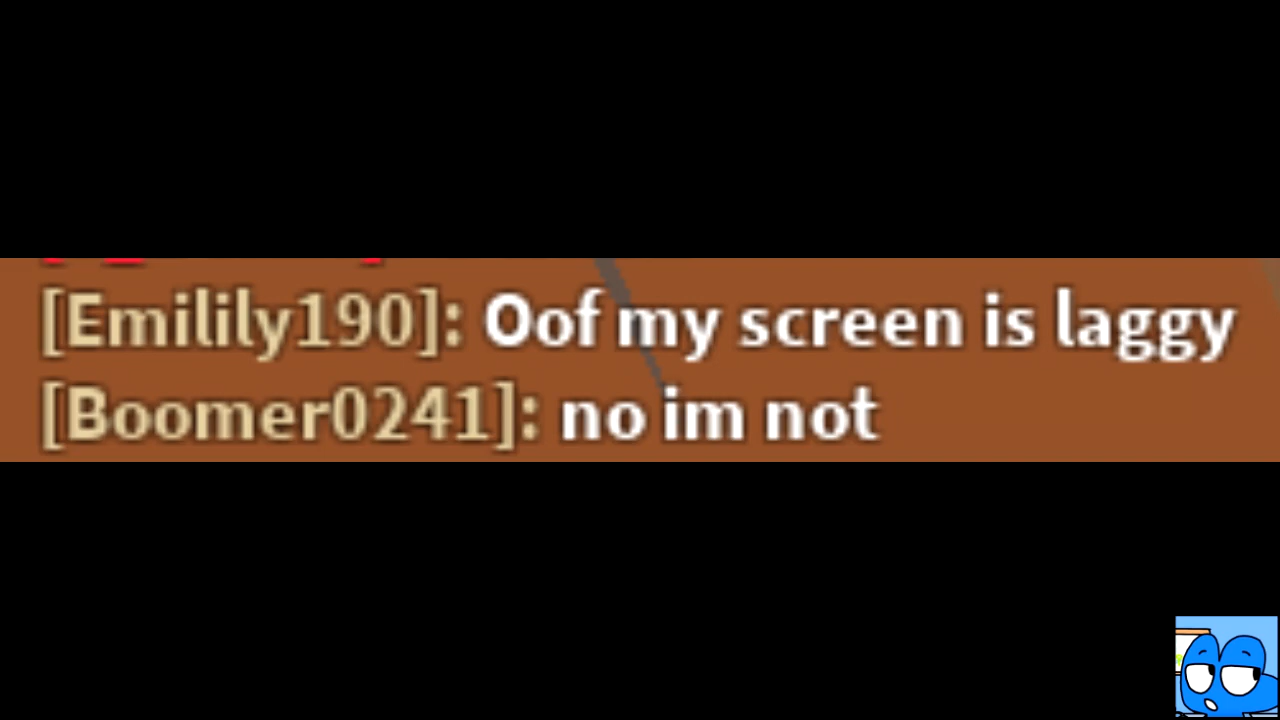 [Emilily190]: Oof my screen is laggy
[Boomer0241]: no im not